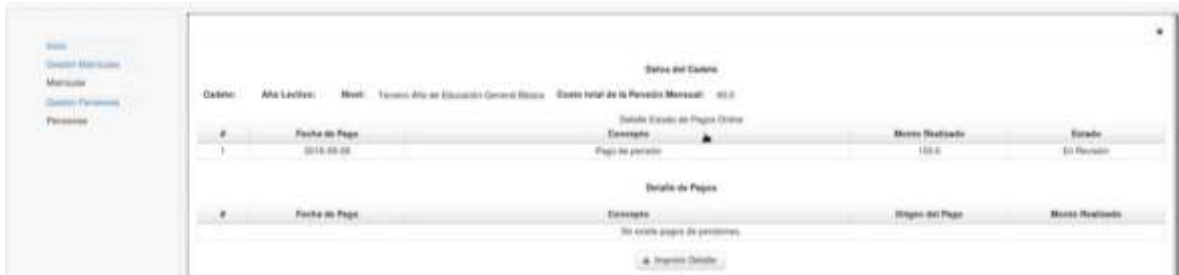 Inicio
Gestión Matriculas
Matricular
Gestión Pensiones
Pensiones
Datos del Cadete
Cadete: Año Lectivo: Nivel: Tercero Año de Educación General Básica Costo total de la Pensión Mensual:
Detalle Estado de Pagos Online
# Fecha de Pago Concepto Monto Realizado Estado
1 Pago de pensión En Revisión
Detalle de Pagos
# Fecha de Pago Concepto Origen del Pago Monto Realizado
No existe pagos de pensiones.
Imprimir Detalle